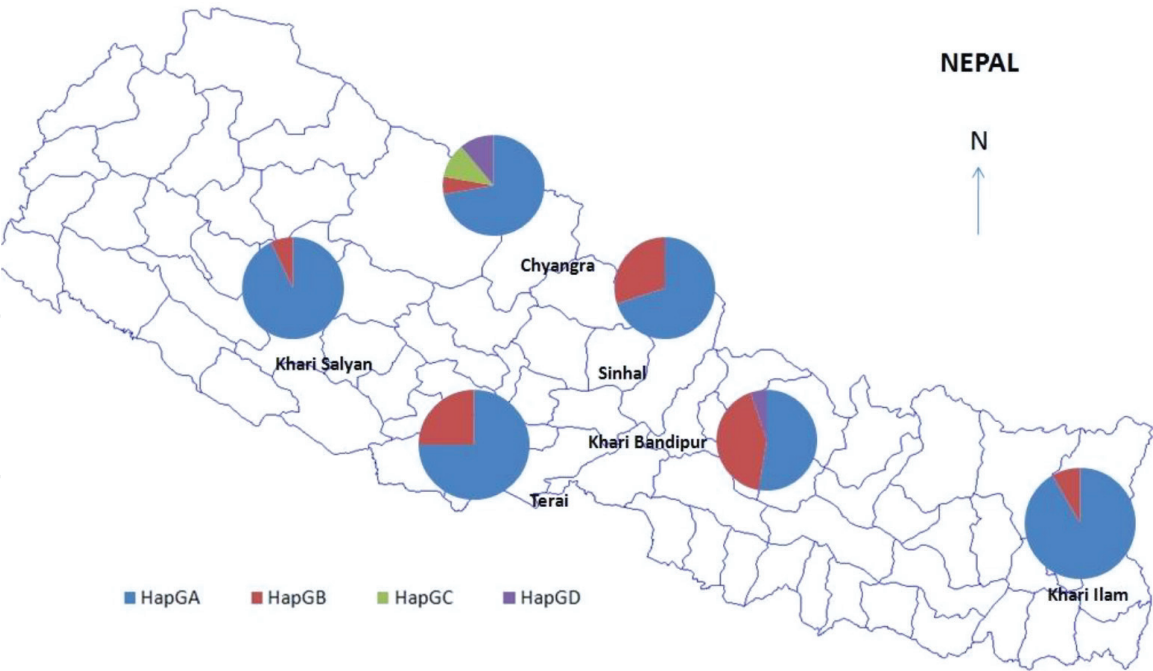 NEPAL
N
Chyangra
Khari Salyan
Sinhal
Khari Bandipur
Terai
Khari Ilam
HapGA HapGB HapGC HapGD